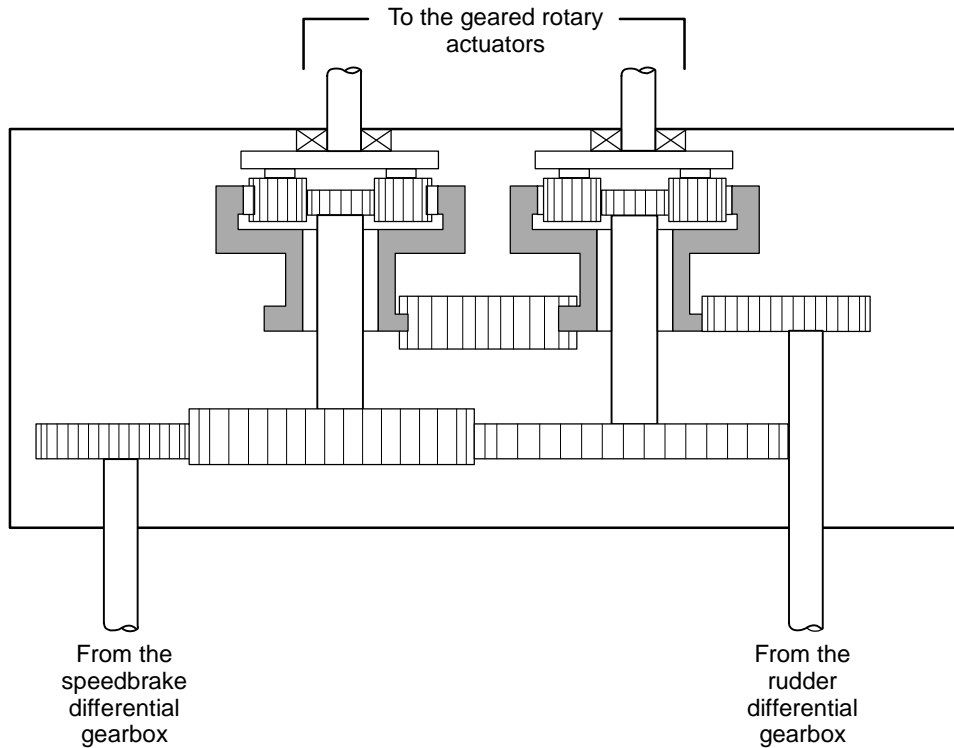 To the geared rotary
actuators
From the
speedbrake
differential
gearbox
From the
rudder
differential
gearbox